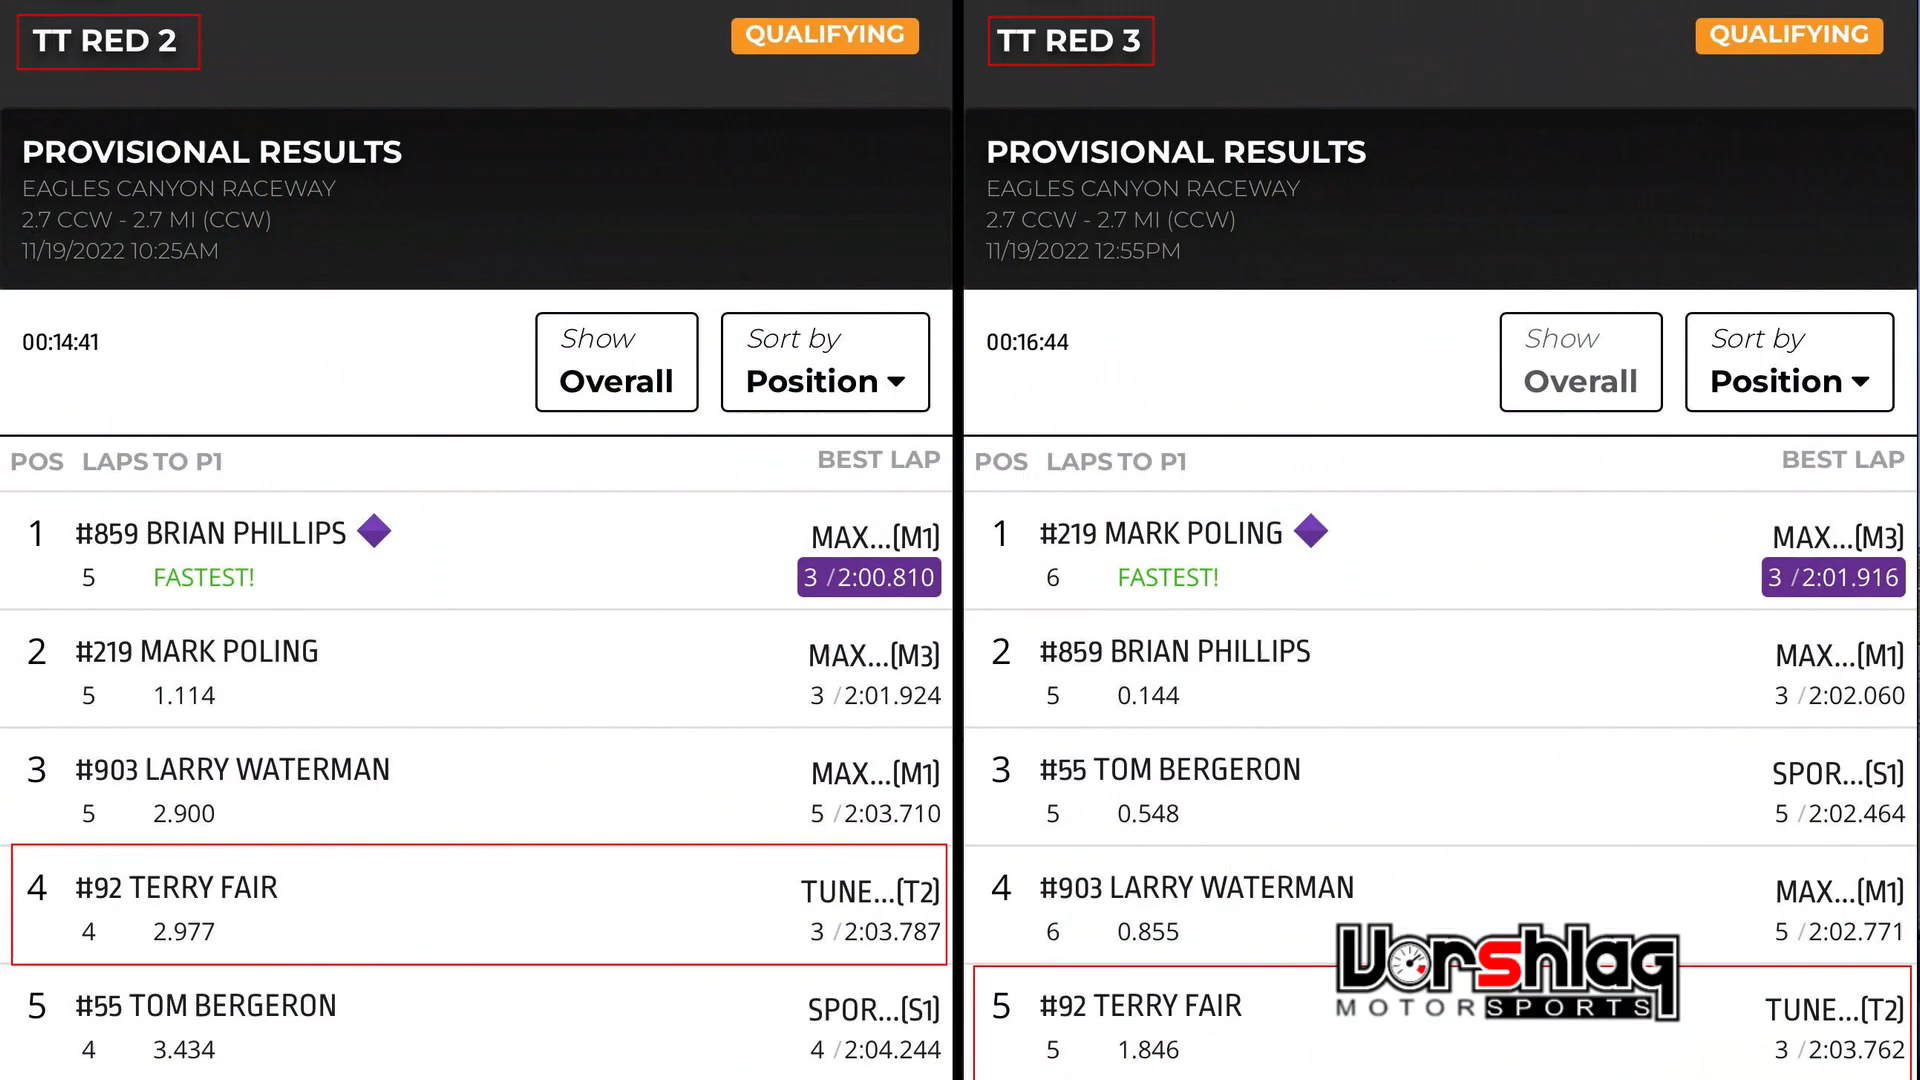 TT RED 2
QUALIFYING
PROVISIONAL RESULTS
EAGLES CANYON RACEWAY
2.7 CCW - 2.7 MI (CCW)
11/19/2022 10:25AM
00:14:41
Show
Overall
Sort by
Position
POS LAPS TO P1 BEST LAP
1 #859 BRIAN PHILLIPS MAX...(M1)
5 FASTEST! 3 /2:00.810
2 #219 MARK POLING MAX...(M3)
5 1.114 3 /2:01.924
3 #903 LARRY WATERMAN MAX...(M1)
5 2.900 5 /2:03.710
4 #92 TERRY FAIR TUNE...(T2)
4 2.977 3 /2:03.787
5 #55 TOM BERGERON SPOR...(S1)
4 3.434 4 /2:04.244
TT RED 3
QUALIFYING
PROVISIONAL RESULTS
EAGLES CANYON RACEWAY
2.7 CCW - 2.7 MI (CCW)
11/19/2022 12:55PM
00:16:44
Show
Overall
Sort by
Position
POS LAPS TO P1 BEST LAP
1 #219 MARK POLING MAX...(M3)
6 FASTEST! 3 /2:01.916
2 #859 BRIAN PHILLIPS MAX...(M1)
5 0.144 3 /2:02.060
3 #55 TOM BERGERON SPOR...(S1)
5 0.548 5 /2:02.464
4 #903 LARRY WATERMAN MAX...(M1)
6 0.855 5 /2:02.771
5 #92 TERRY FAIR TUNE...(T2)
5 1.846 3 /2:03.762
Vorshlag
MOTORSPORTS